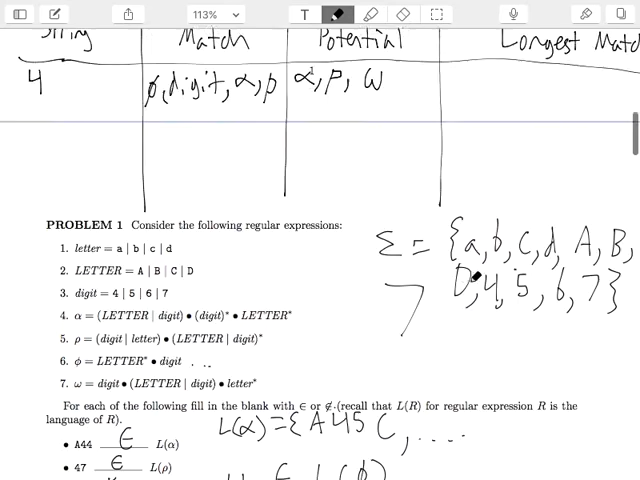 113%
String Match Potential Longest Match
4 ϕ, digit, α, ρ α, ρ, ω
PROBLEM 1 Consider the following regular expressions:
1. letter = a | b | c | d
2. LETTER = A | B | C | D
3. digit = 4 | 5 | 6 | 7
4. α = (LETTER | digit) • (digit)* • LETTER*
5. ρ = (digit | letter) • (LETTER | digit)*
6. ϕ = LETTER* • digit ...
7. ω = digit • (LETTER | digit) • letter*
Σ = {a, b, C, d, A, B,
D, 4, 5, 6, 7}
For each of the following fill in the blank with ∈ or ∉. (recall that L(R) for regular expression R is the
language of R).
L(α) = {A45C, ....
• A44 ∈ L(α)
• 47 ∈ L(ρ)
∈ L(ϕ)